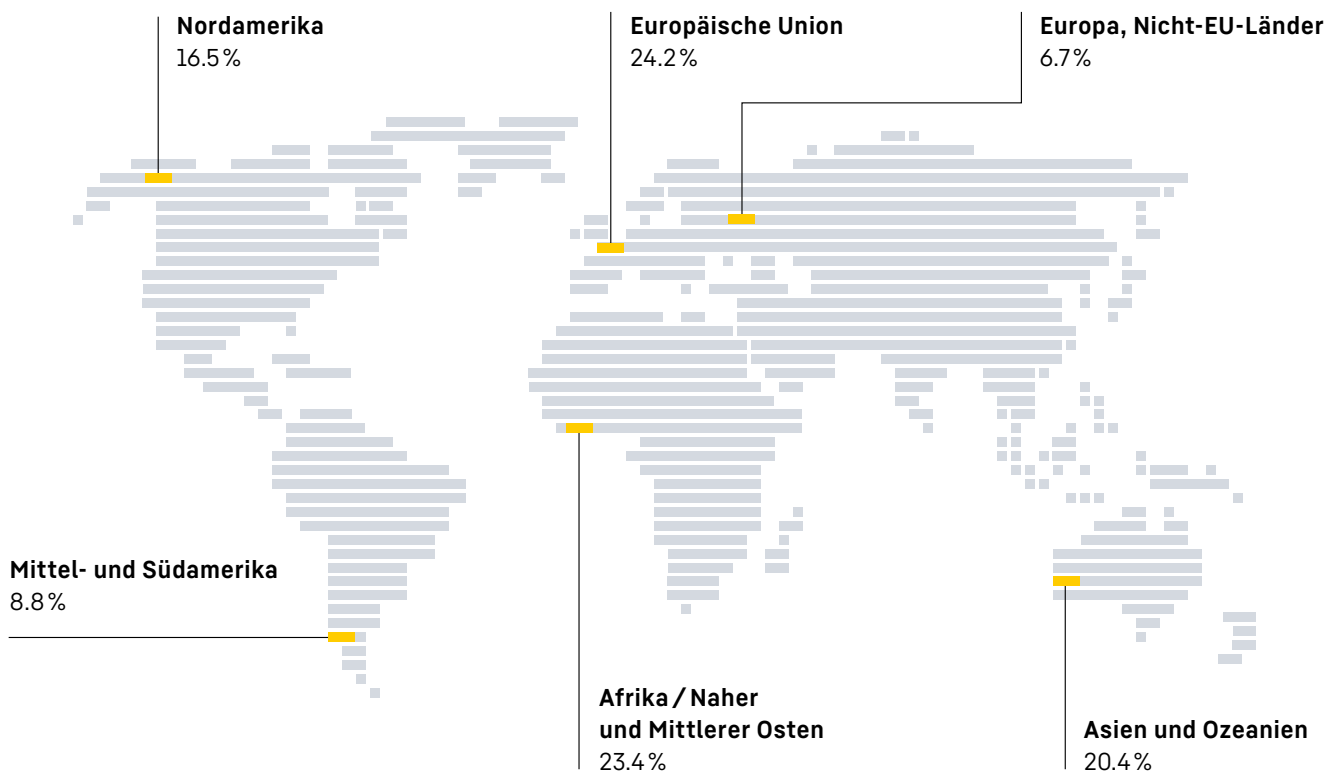 Nordamerika
16.5 %
Europäische Union
24.2 %
Europa, Nicht-EU-Länder
6.7 %
Mittel- und Südamerika
8.8 %
Afrika / Naher
und Mittlerer Osten
23.4 %
Asien und Ozeanien
20.4 %